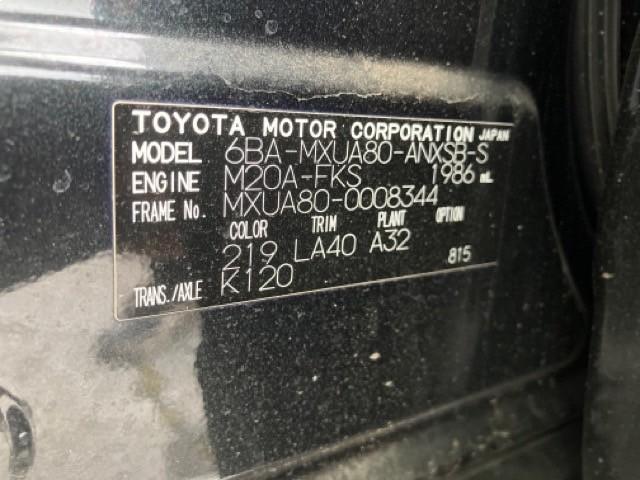 TOYOTA MOTOR CORPORATION JAPAN
MODEL 6BA-MXUA80-ANXSB-S
ENGINE M20A-FKS 1986 mL
FRAME No. MXUA80-0008344
COLOR TRIM PLANT OPTION
219 LA40 A32 815
TRANS./AXLE K120